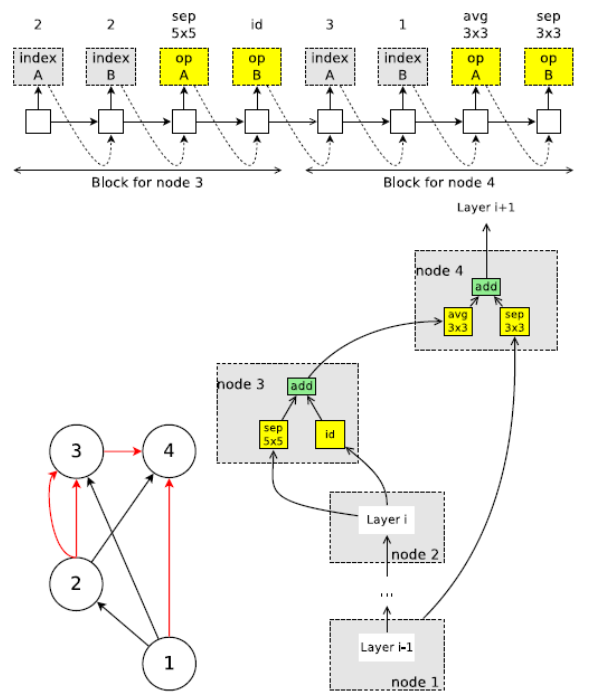 2 2 sep 5x5 id 3 1 avg 3x3 sep 3x3
index A index B op A op B index A index B op A op B
Block for node 3 Block for node 4
Layer i+1
node 4
add
avg 3x3 sep 3x3
node 3
add
sep 5x5 id
3 4
Layer i
node 2
2
...
1
Layer i-1
node 1